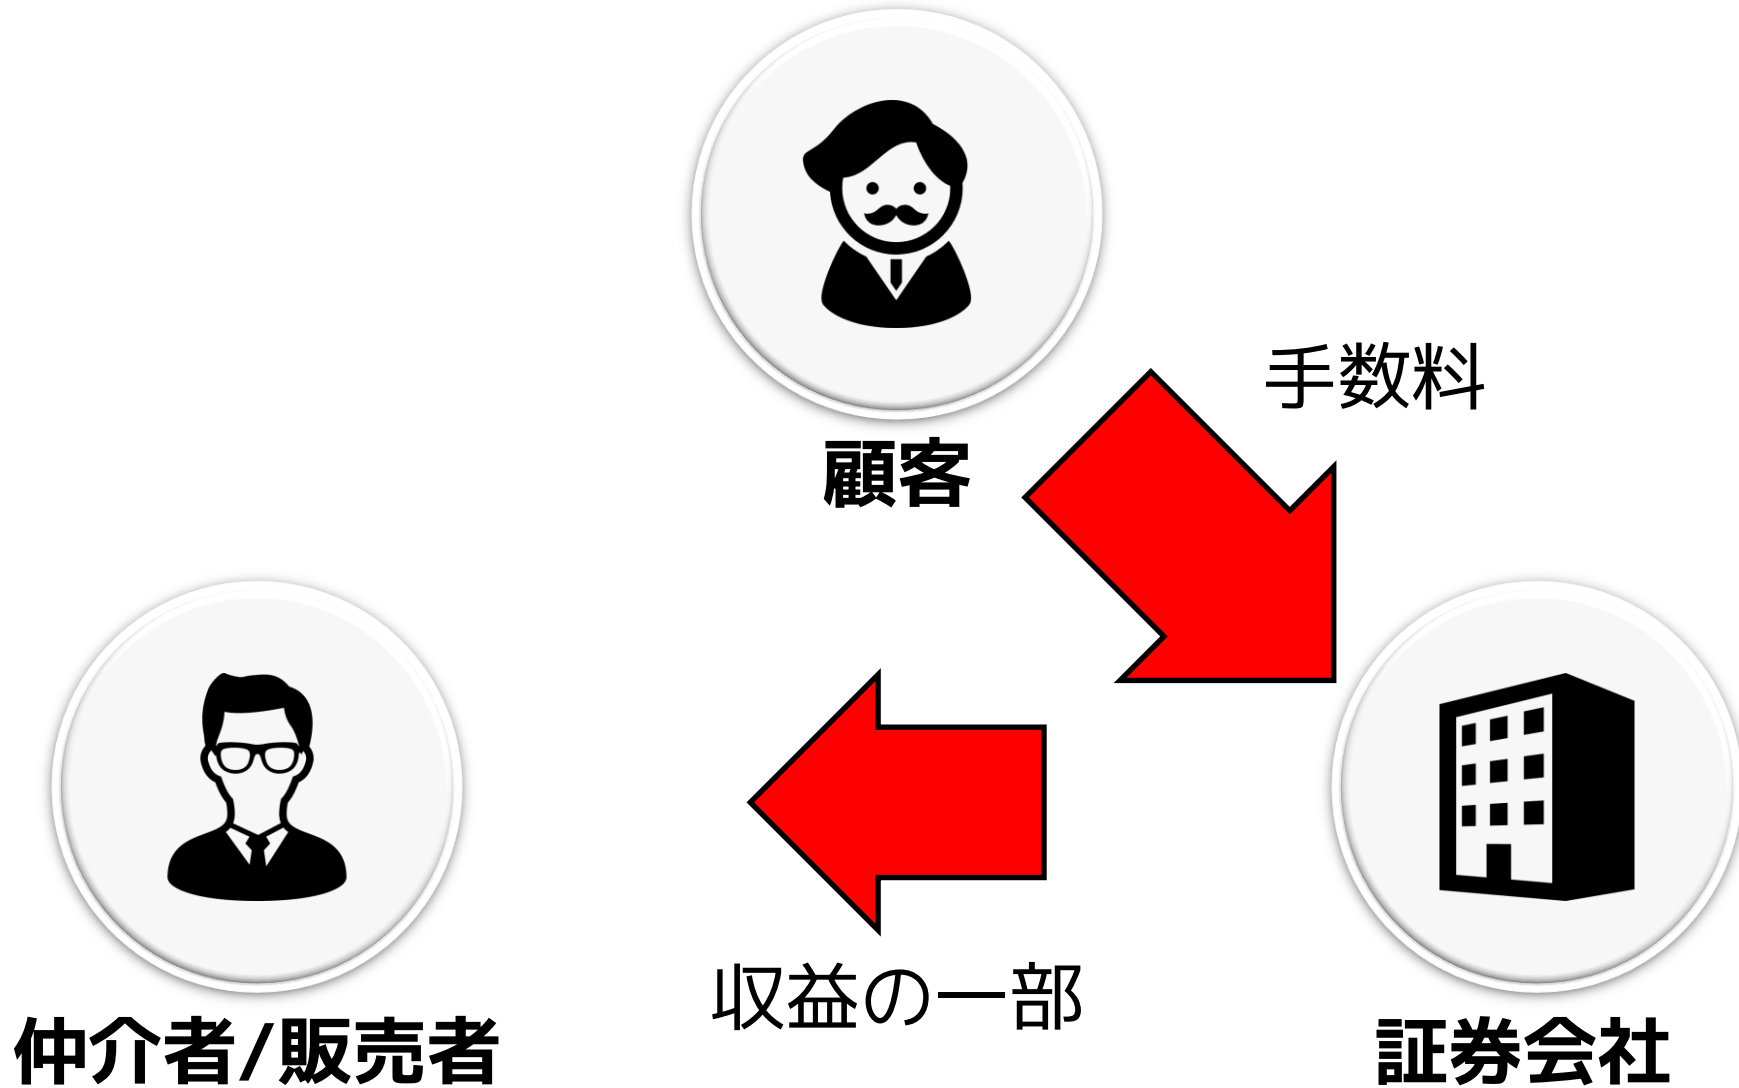 手数料
顧客
収益の一部
仲介者/販売者
証券会社